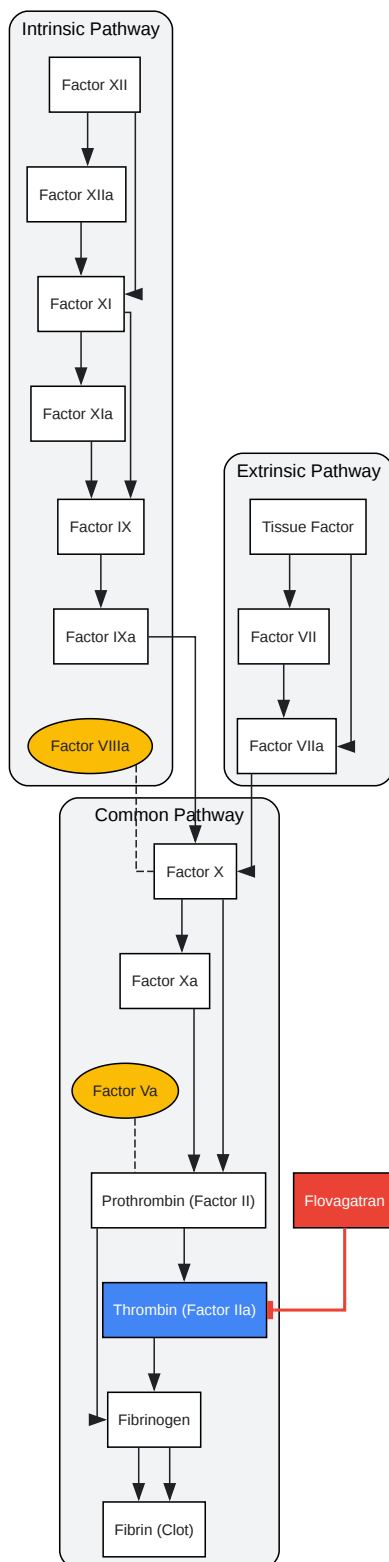 Intrinsic Pathway
Factor XII
Factor XIIa
Factor XI
Factor XIa
Factor IX
Factor IXa
Factor VIIIa
Extrinsic Pathway
Tissue Factor
Factor VII
Factor VIIa
Common Pathway
Factor X
Factor Xa
Factor Va
Prothrombin (Factor II)
Flovagatran
Thrombin (Factor IIa)
Fibrinogen
Fibrin (Clot)